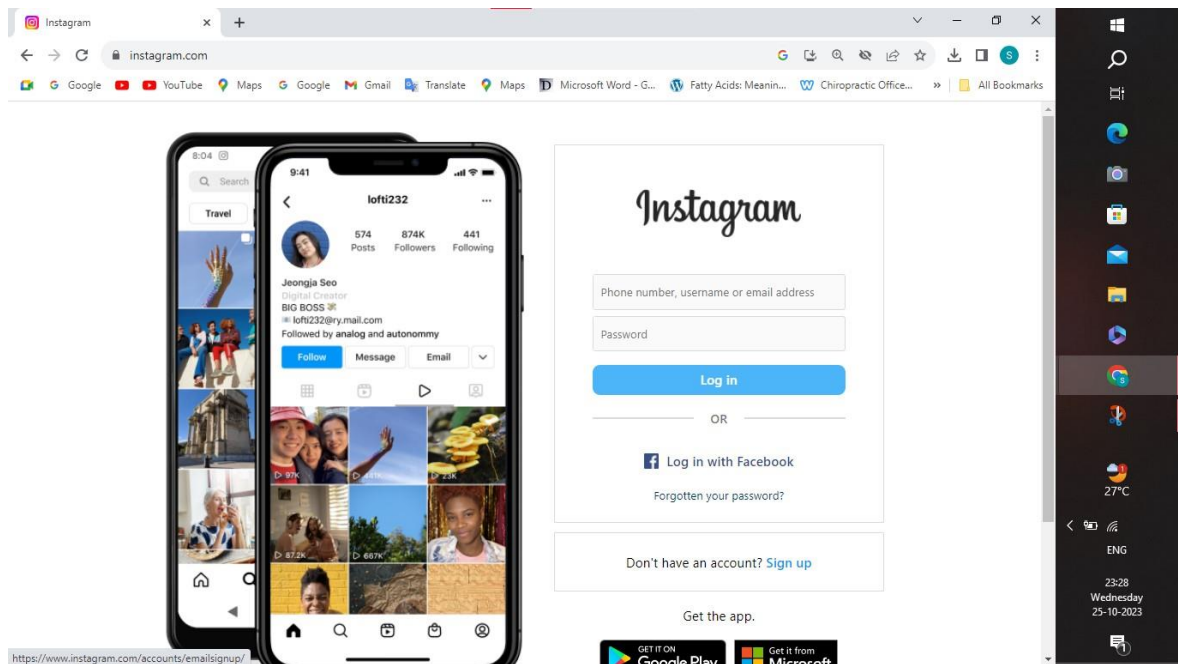 Instagram
instagram.com
G Google
YouTube
Maps
G Google
Gmail
Translate
Maps
Microsoft Word - G...
Fatty Acids: Meanin...
Chiropractic Office...
»
All Bookmarks
S
8:04
Search
Travel
9:41
lofti232
...
574
874K
441
Posts
Followers
Following
Jeongja Seo
Digital Creator
BIG BOSS
lofti232@ry.mail.com
Followed by analog and autonommy
Follow
Message
Email
97K
23K
87.2K
667K
Instagram
Phone number, username or email address
Password
Log in
OR
Log in with Facebook
Forgotten your password?
Don't have an account? Sign up
Get the app.
GET IT ON
Google Play
Get it from
Microsoft
https://www.instagram.com/accounts/emailsignup/
1
27°C
ENG
23:28
Wednesday
25-10-2023
1